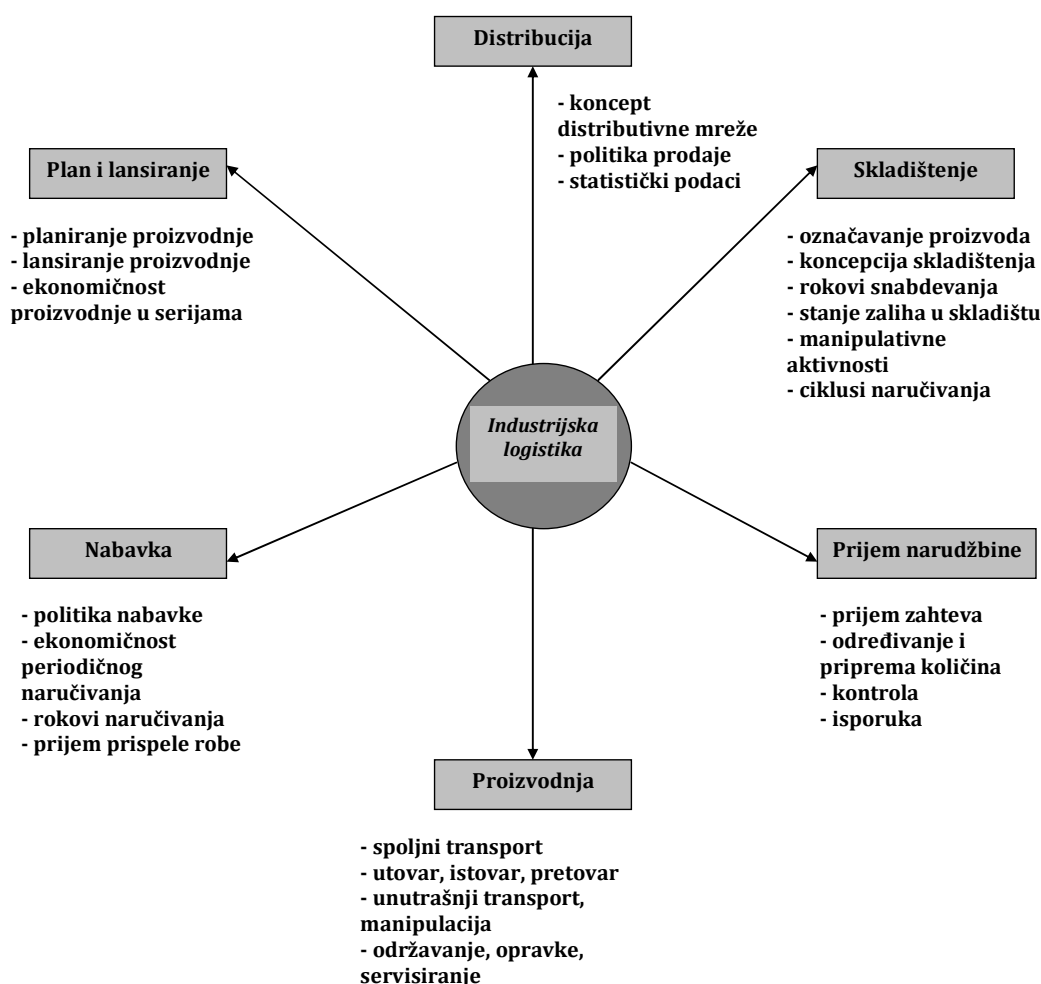 Distribucija
- koncept
distributivne mreže
- politika prodaje
- statistički podaci
Plan i lansiranje
- planiranje proizvodnje
- lansiranje proizvodnje
- ekonomičnost
proizvodnje u serijama
Skladištenje
- označavanje proizvoda
- koncepcija skladištenja
- rokovi snabdevanja
- stanje zaliha u skladištu
- manipulativne
aktivnosti
- ciklusi naručivanja
Industrijska
logistika
Nabavka
- politika nabavke
- ekonomičnost
periodičnog
naručivanja
- rokovi naručivanja
- prijem prispele robe
Prijem narudžbine
- prijem zahteva
- određivanje i
priprema količina
- kontrola
- isporuka
Proizvodnja
- spoljni transport
- utovar, istovar, pretovar
- unutrašnji transport,
manipulacija
- održavanje, opravke,
servisiranje